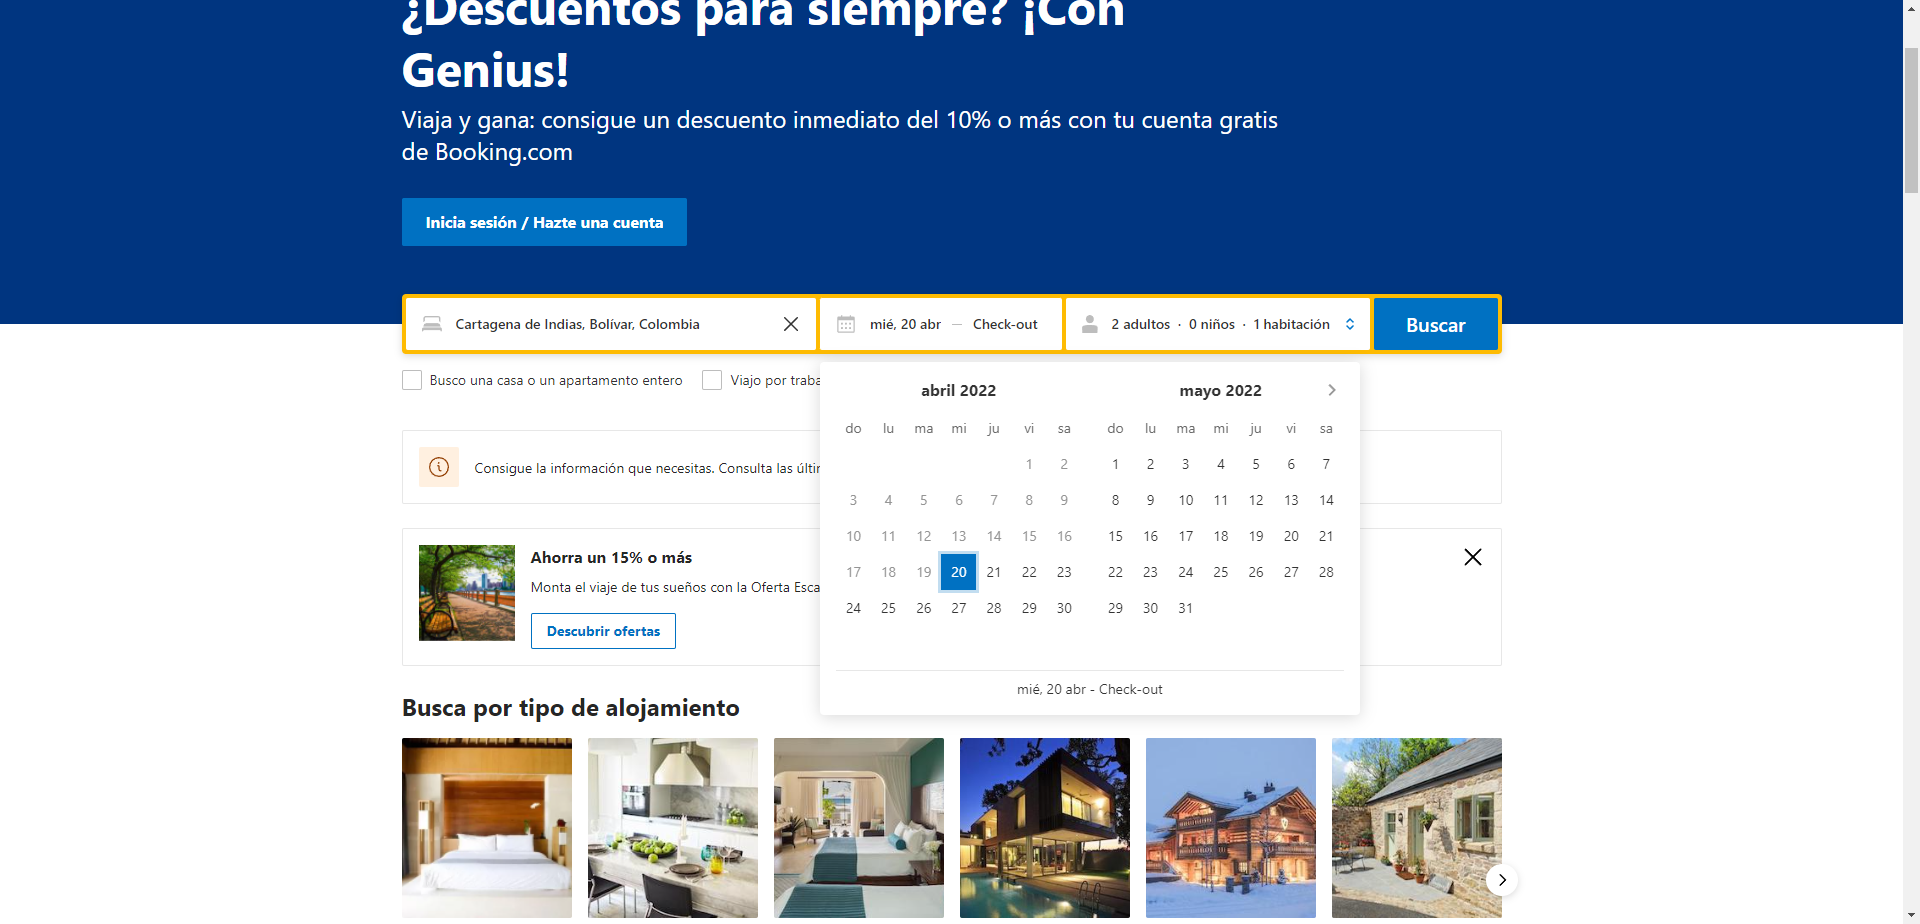 ¿Descuentos para siempre? ¡Con
Genius!
Viaja y gana: consigue un descuento inmediato del 10% o más con tu cuenta gratis
de Booking.com
Inicia sesión / Hazte una cuenta
Cartagena de Indias, Bolívar, Colombia
mié, 20 abr — Check-out
2 adultos · 0 niños · 1 habitación
Buscar
Busco una casa o un apartamento entero
Viajo por traba
abril 2022
do lu ma mi ju vi sa
1 2
3 4 5 6 7 8 9
10 11 12 13 14 15 16
17 18 19 20 21 22 23
24 25 26 27 28 29 30
mayo 2022
do lu ma mi ju vi sa
1 2 3 4 5 6 7
8 9 10 11 12 13 14
15 16 17 18 19 20 21
22 23 24 25 26 27 28
29 30 31
mié, 20 abr - Check-out
Consigue la información que necesitas. Consulta las últi
Ahorra un 15% o más
Monta el viaje de tus sueños con la Oferta Esca
Descubrir ofertas
Busca por tipo de alojamiento